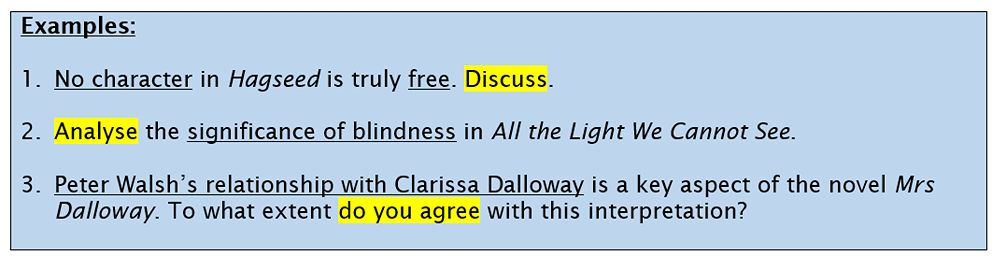 Examples:
1. No character in Hagseed is truly free. Discuss.
2. Analyse the significance of blindness in All the Light We Cannot See.
3. Peter Walsh’s relationship with Clarissa Dalloway is a key aspect of the novel Mrs
Dalloway. To what extent do you agree with this interpretation?